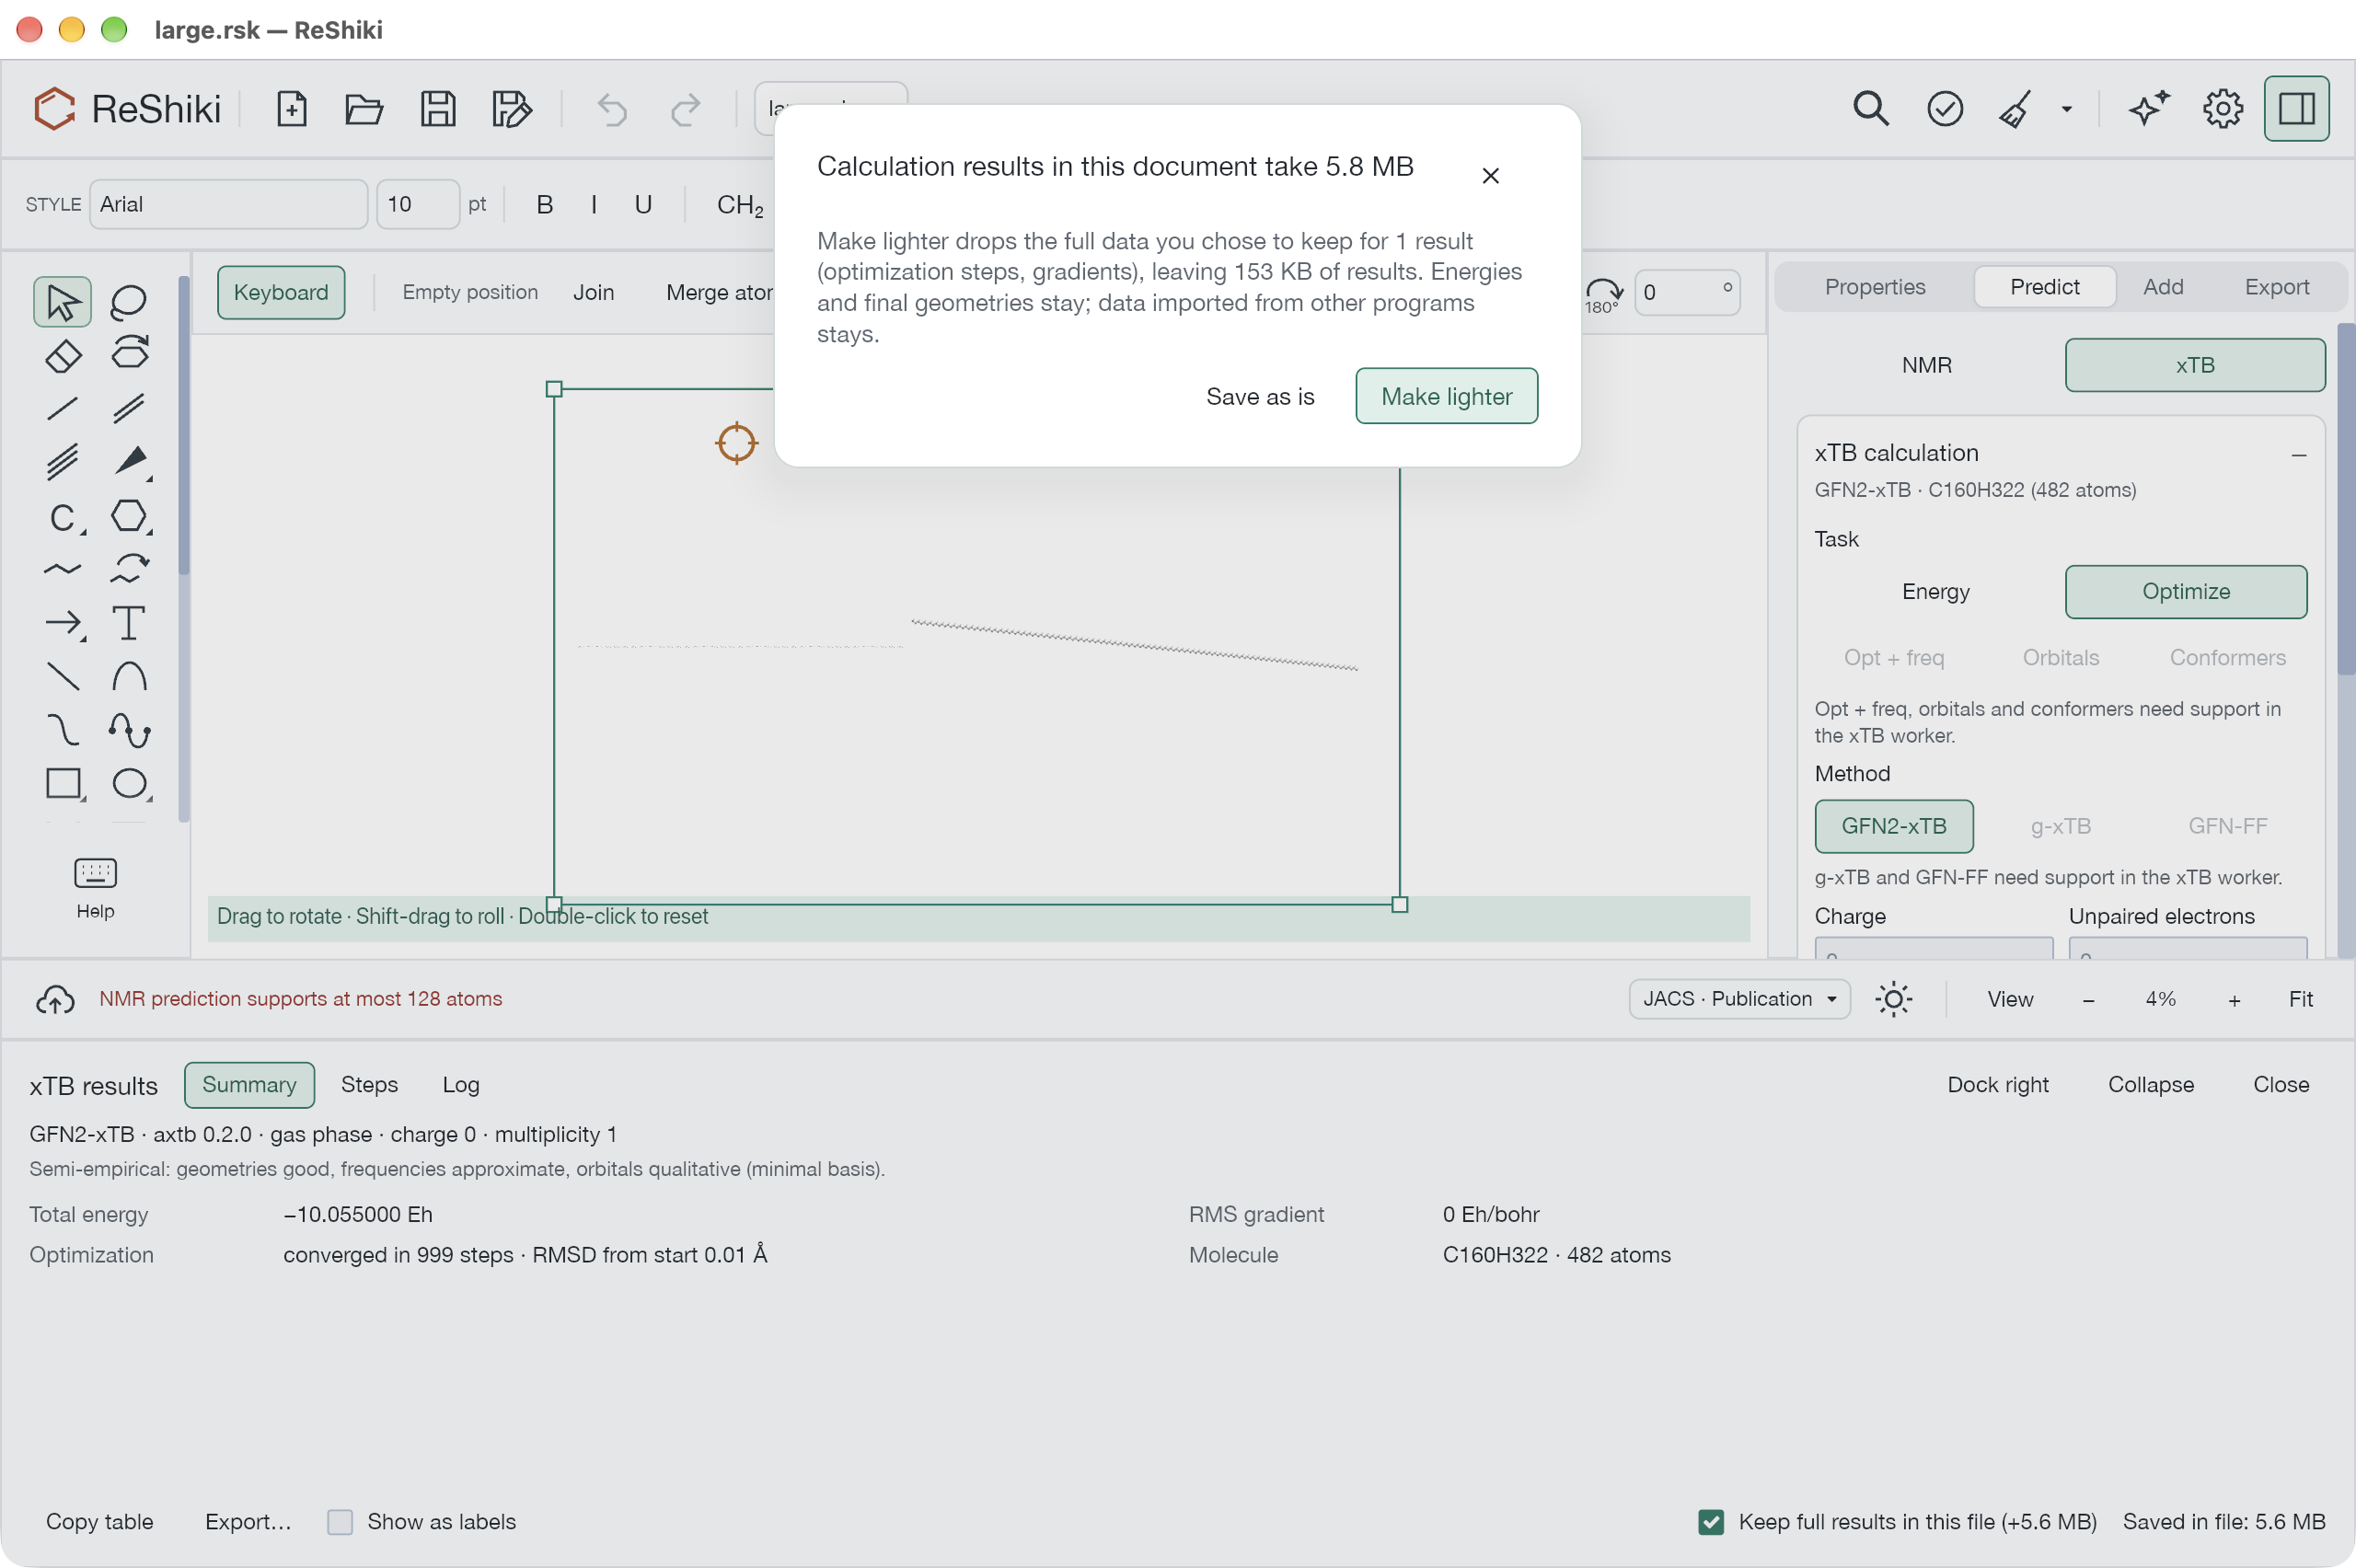 large.rsk — ReShiki
ReShiki
STYLE Arial 10 pt B I U CH₂
Calculation results in this document take 5.8 MB
Make lighter drops the full data you chose to keep for 1 result
(optimization steps, gradients), leaving 153 KB of results. Energies
and final geometries stay; data imported from other programs
stays.
Save as is Make lighter
Keyboard Empty position Join Merge ator
180° 0 °
Properties Predict Add Export
NMR xTB
xTB calculation –
GFN2-xTB · C160H322 (482 atoms)
Task
Energy Optimize
Opt + freq Orbitals Conformers
Opt + freq, orbitals and conformers need support in
the xTB worker.
Method
GFN2-xTB g-xTB GFN-FF
g-xTB and GFN-FF need support in the xTB worker.
Charge Unpaired electrons
C
T
Help
Drag to rotate · Shift-drag to roll · Double-click to reset
NMR prediction supports at most 128 atoms
JACS · Publication View – 4% + Fit
xTB results Summary Steps Log Dock right Collapse Close
GFN2-xTB · axtb 0.2.0 · gas phase · charge 0 · multiplicity 1
Semi-empirical: geometries good, frequencies approximate, orbitals qualitative (minimal basis).
Total energy −10.055000 Eh RMS gradient 0 Eh/bohr
Optimization converged in 999 steps · RMSD from start 0.01 Å Molecule C160H322 · 482 atoms
Copy table Export… Show as labels Keep full results in this file (+5.6 MB) Saved in file: 5.6 MB